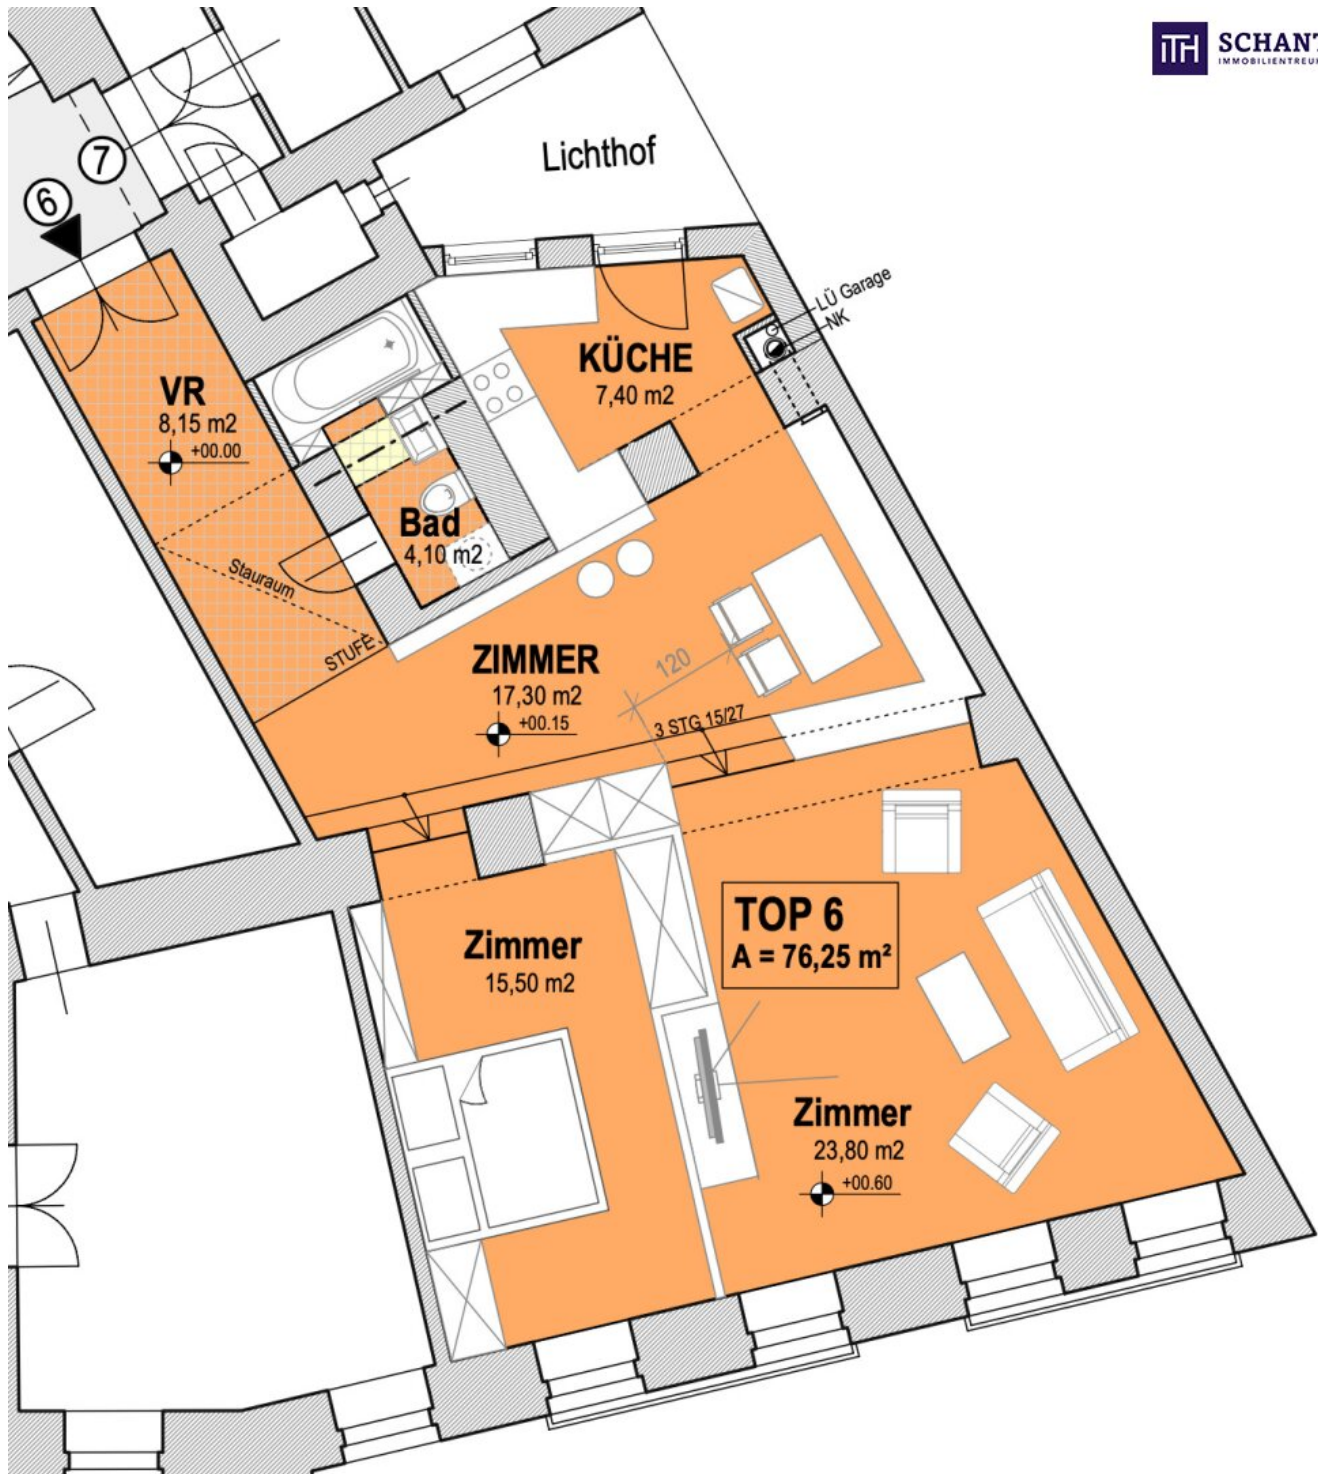 SCHANT
IMMOBILIENTREU
Lichthof
7
6
LÜ Garage
NK
KÜCHE
7,40 m2
VR
8,15 m2
+00.00
Bad
4,10 m2
Stauraum
STUFE
ZIMMER
17,30 m2
+00.15
120
3 STG 15/27
TOP 6
A = 76,25 m²
Zimmer
15,50 m2
Zimmer
23,80 m2
+00.60